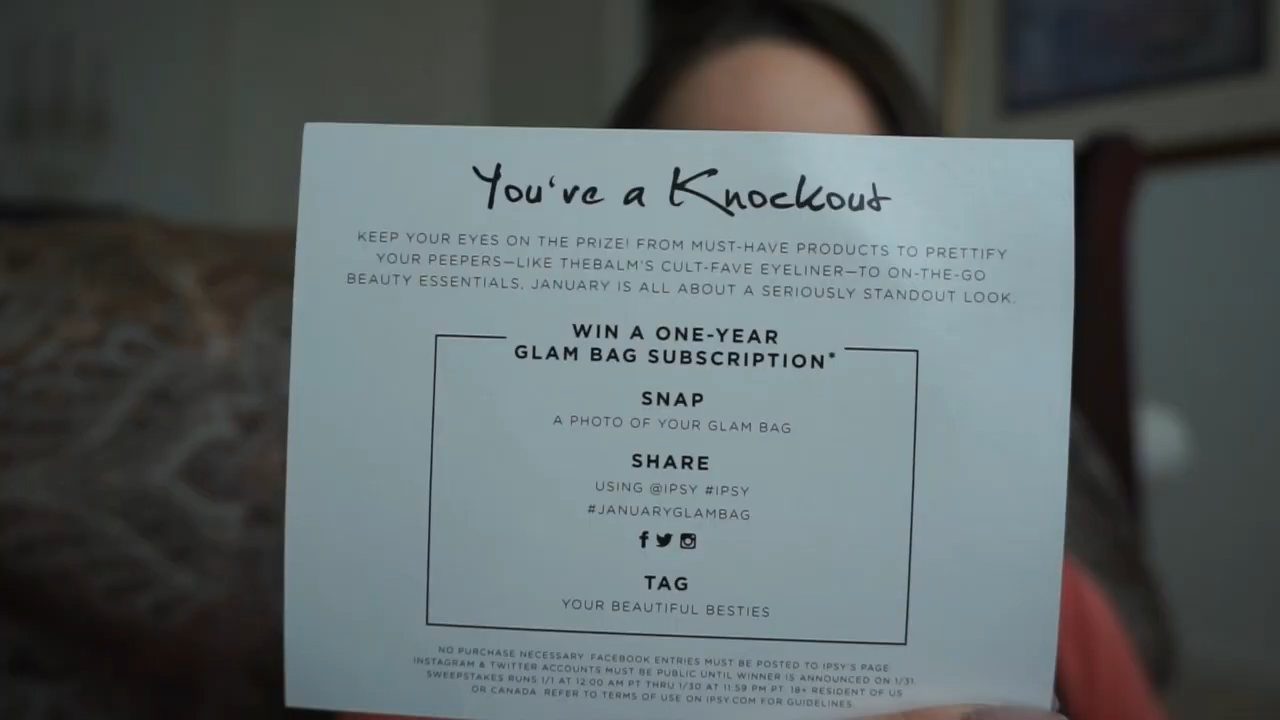 You've a Knockout
KEEP YOUR EYES ON THE PRIZE! FROM MUST-HAVE PRODUCTS TO PRETTIFY
YOUR PEEPERS—LIKE THEBALM'S CULT-FAVE EYELINER—TO ON-THE-GO
BEAUTY ESSENTIALS, JANUARY IS ALL ABOUT A SERIOUSLY STANDOUT LOOK.
WIN A ONE-YEAR
GLAM BAG SUBSCRIPTION*
SNAP
A PHOTO OF YOUR GLAM BAG
SHARE
USING @IPSY #IPSY
#JANUARYGLAMBAG
TAG
YOUR BEAUTIFUL BESTIES
NO PURCHASE NECESSARY. FACEBOOK ENTRIES MUST BE POSTED TO IPSY'S PAGE.
INSTAGRAM & TWITTER ACCOUNTS MUST BE PUBLIC UNTIL WINNER IS ANNOUNCED ON 1/31.
SWEEPSTAKES RUNS 1/1 AT 12:00 AM PT THRU 1/30 AT 11:59 PM PT. 18+ RESIDENT OF US
OR CANADA. REFER TO TERMS OF USE ON IPSY.COM FOR GUIDELINES.